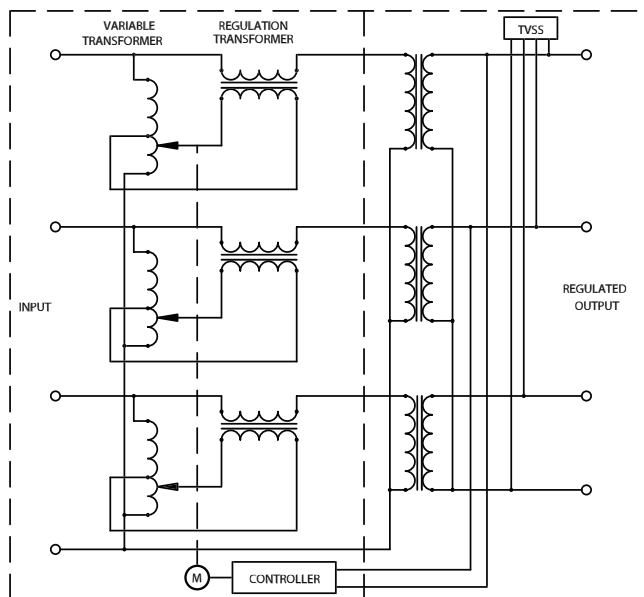 VARIABLE
TRANSFORMER
REGULATION
TRANSFORMER
TVSS
INPUT
REGULATED
OUTPUT
M
CONTROLLER